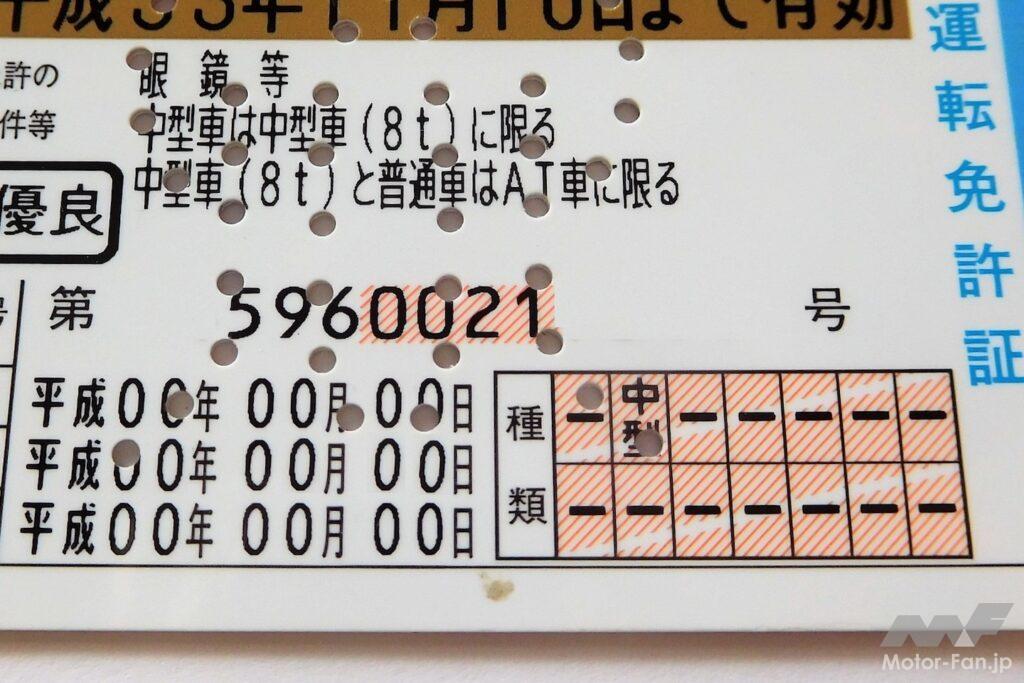 平成33年11月10日まで有効
許の
眼鏡等
件等
中型車は中型車(8t)に限る
中型車(8t)と普通車はAT車に限る
優良
号
第 5960021 号
平成00年 00月 00日
平成00年 00月 00日
平成00年 00月 00日
種類
－ 中型 － － － － －
－ － － － － － －
運転免許証
MF
Motor-Fan.jp